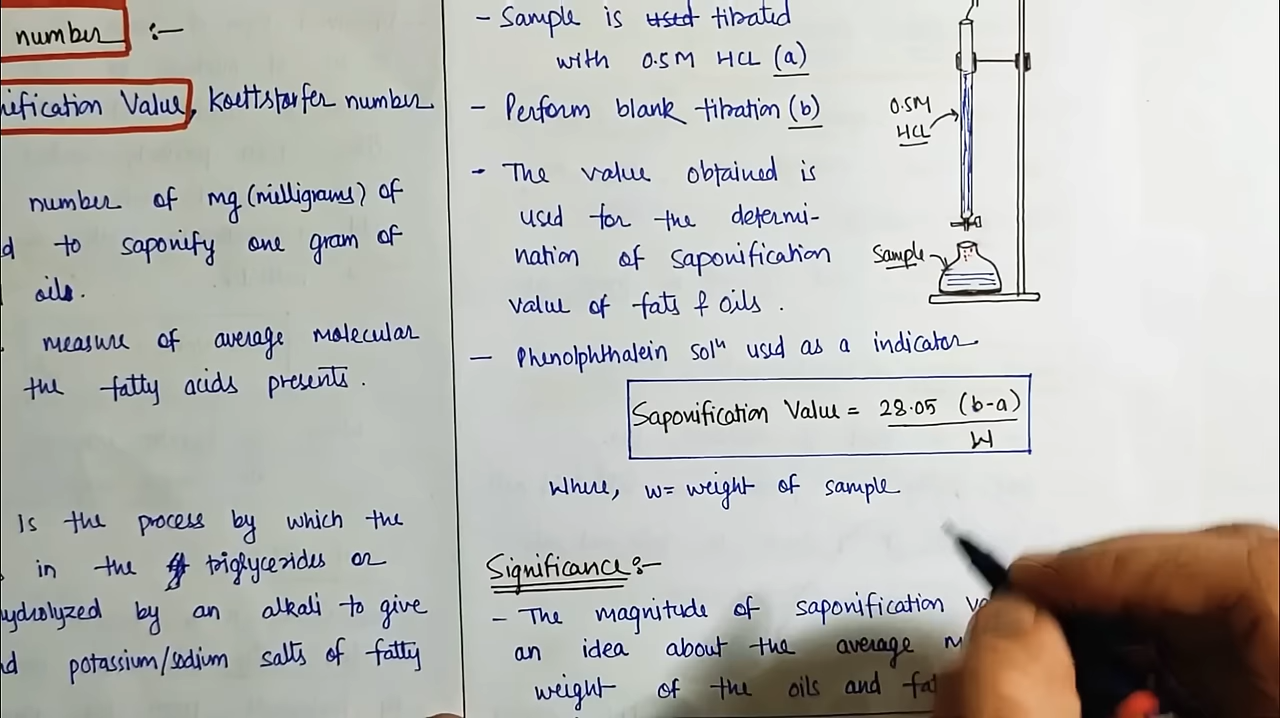 number :-
nification Value, Koettstorfer number
number of mg (milligrams) of
d to saponify one gram of
oils.
measure of average molecular
the fatty acids presents.
Is the process by which the
in the triglycerides or
hydrolyzed by an alkali to give
d potassium/sodium salts of fatty
- Sample is used titrated
with 0.5M HCL (a)
- Perform blank titration (b)
- The value obtained is
used for the determi-
nation of saponification
value of fats & oils.
- Phenolphthalein solⁿ used as a indicator
Saponification Value = 28.05 (b-a)
W
Where, w= weight of sample
Significance:-
- The magnitude of saponification
an idea about the average
weight of the oils and
0.5M
HCL
Sample